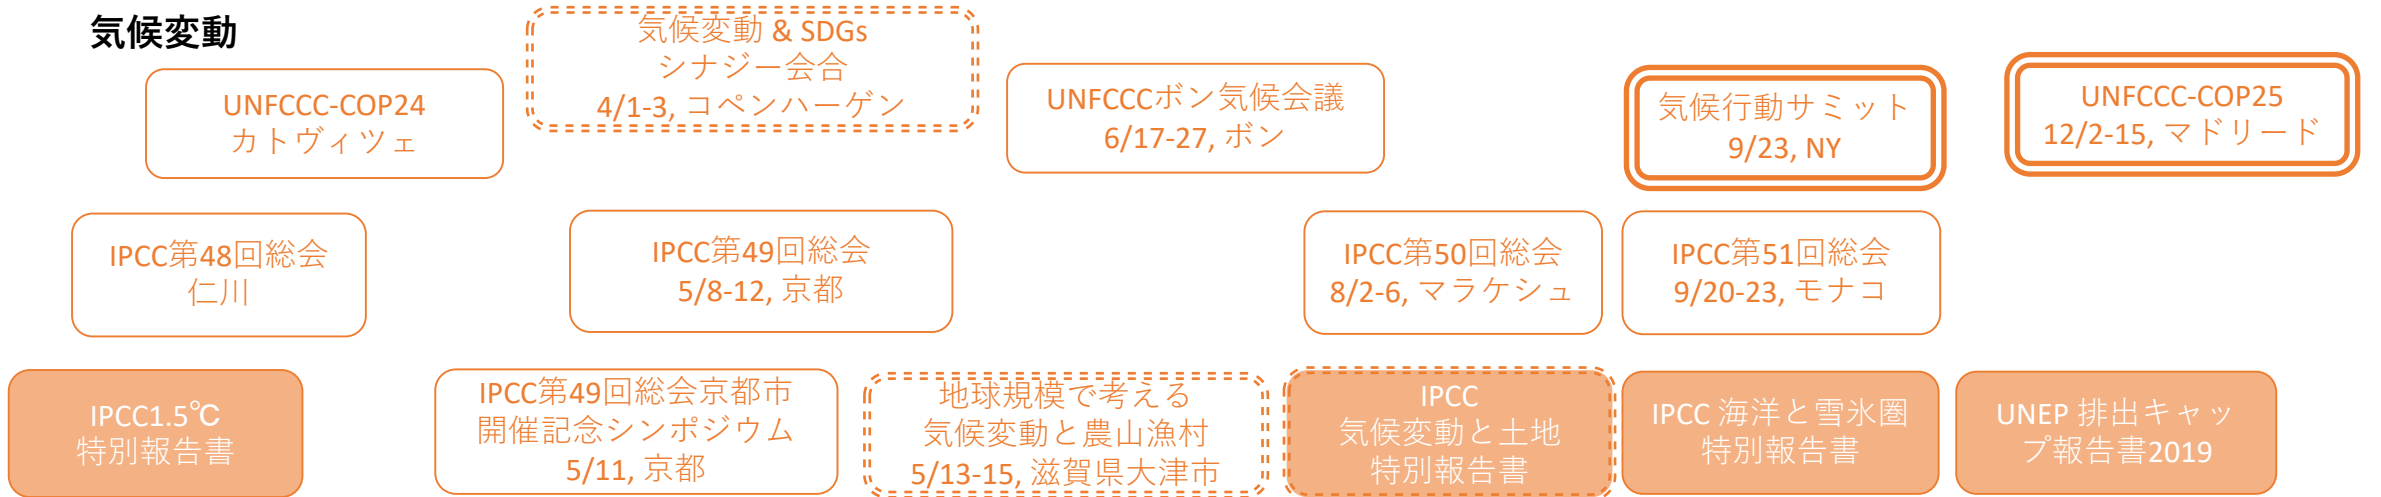 気候変動
気候変動 & SDGs
シナジー会合
4/1-3, コペンハーゲン
UNFCCC-COP24
カトヴィツェ
UNFCCCボン気候会議
6/17-27, ボン
気候行動サミット
9/23, NY
UNFCCC-COP25
12/2-15, マドリード
IPCC第48回総会
仁川
IPCC第49回総会
5/8-12, 京都
IPCC第50回総会
8/2-6, マラケシュ
IPCC第51回総会
9/20-23, モナコ
IPCC1.5℃
特別報告書
IPCC第49回総会京都市
開催記念シンポジウム
5/11, 京都
地球規模で考える
気候変動と農山漁村
5/13-15, 滋賀県大津市
IPCC
気候変動と土地
特別報告書
IPCC 海洋と雪氷圏
特別報告書
UNEP 排出キャッ
プ報告書2019